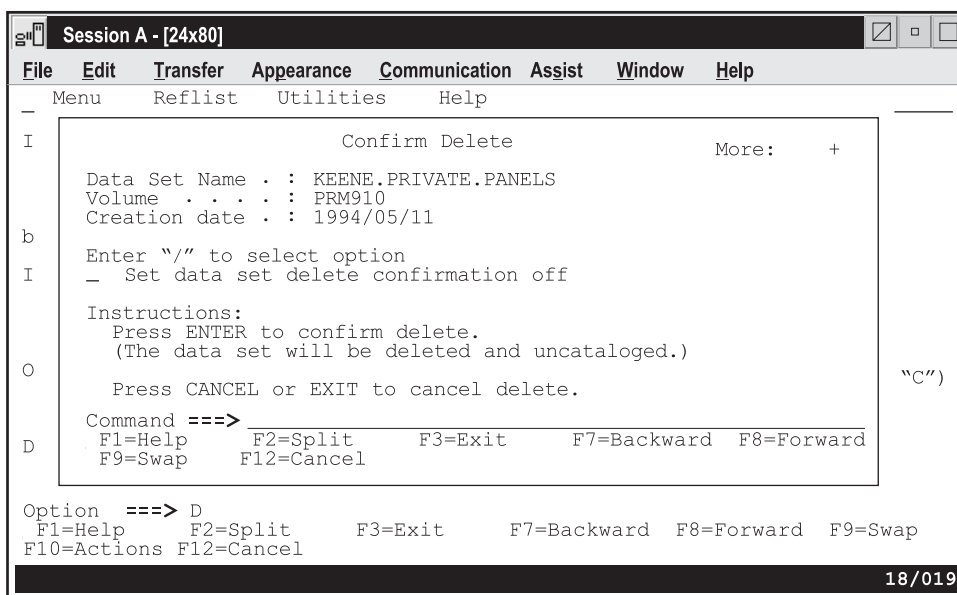 Session A - [24x80]
File Edit Transfer Appearance Communication Assist Window Help
_ Menu Reflist Utilities Help
I Confirm Delete More: +
Data Set Name . : KEENE.PRIVATE.PANELS
Volume . . . . : PRM910
Creation date . : 1994/05/11
b
Enter “/” to select option
I _ Set data set delete confirmation off
Instructions:
Press ENTER to confirm delete.
(The data set will be deleted and uncataloged.)
O “C”)
Press CANCEL or EXIT to cancel delete.
Command ===>
D F1=Help F2=Split F3=Exit F7=Backward F8=Forward
F9=Swap F12=Cancel
Option ===> D
F1=Help F2=Split F3=Exit F7=Backward F8=Forward F9=Swap
F10=Actions F12=Cancel
18/019